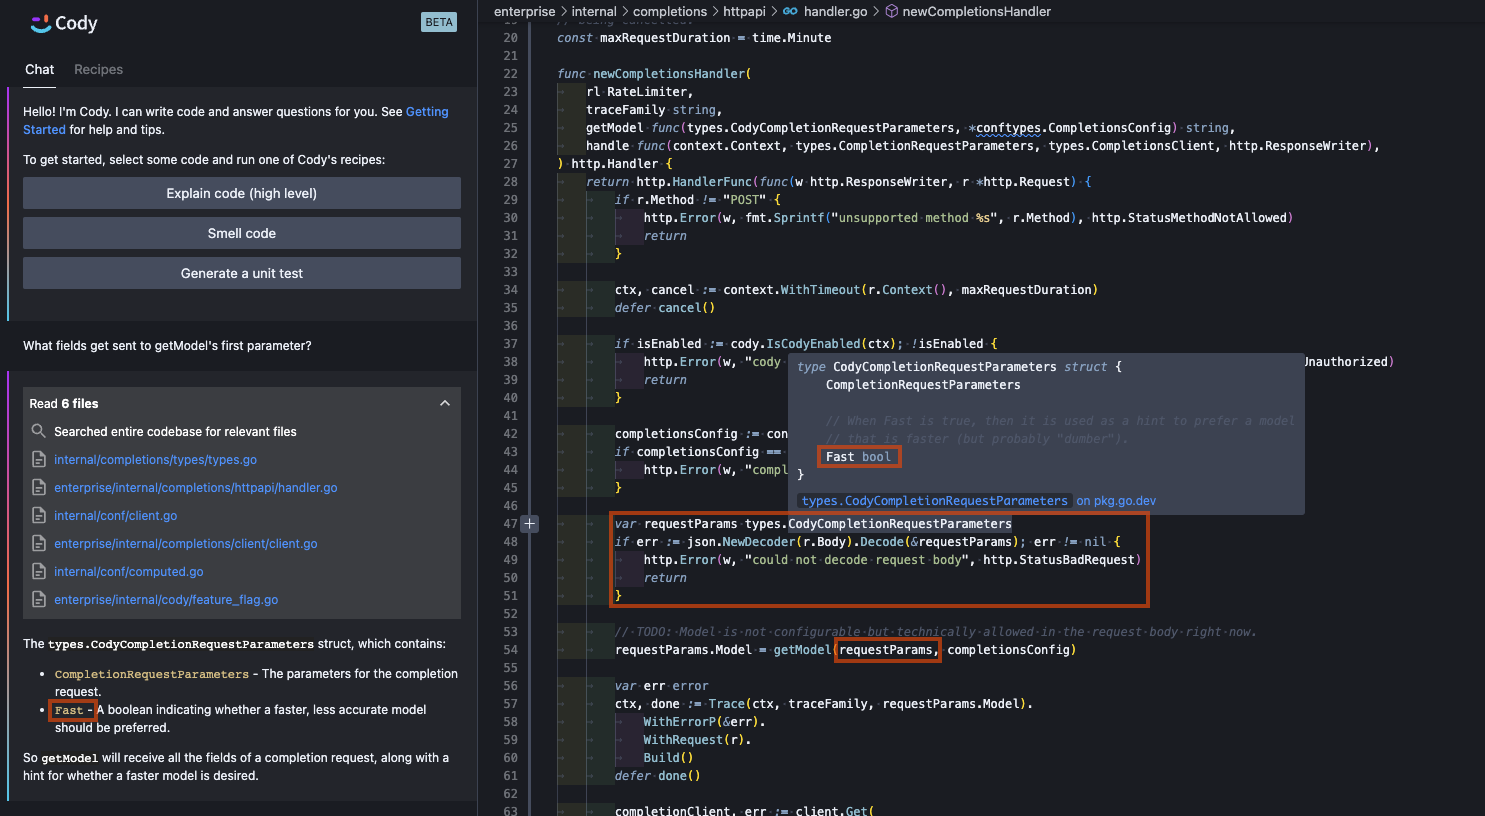 Cody
BETA
Chat Recipes
Hello! I'm Cody. I can write code and answer questions for you. See Getting
Started for help and tips.
To get started, select some code and run one of Cody's recipes:
Explain code (high level)
Smell code
Generate a unit test
What fields get sent to getModel's first parameter?
Read 6 files
Searched entire codebase for relevant files
internal/completions/types/types.go
enterprise/internal/completions/httpapi/handler.go
internal/conf/client.go
enterprise/internal/completions/client/client.go
internal/conf/computed.go
enterprise/internal/cody/feature_flag.go
The types.CodyCompletionRequestParameters struct, which contains:
• CompletionRequestParameters - The parameters for the completion
request.
• Fast - A boolean indicating whether a faster, less accurate model
should be preferred.
So getModel will receive all the fields of a completion request, along with a
hint for whether a faster model is desired.
enterprise > internal > completions > httpapi > handler.go > newCompletionsHandler
19 // being cancelled.
20 const maxRequestDuration = time.Minute
21
22 func newCompletionsHandler(
23 rl RateLimiter,
24 traceFamily string,
25 getModel func(types.CodyCompletionRequestParameters, *conftypes.CompletionsConfig) string,
26 handle func(context.Context, types.CompletionRequestParameters, types.CompletionsClient, http.ResponseWriter),
27 ) http.Handler {
28 return http.HandlerFunc(func(w http.ResponseWriter, r *http.Request) {
29 if r.Method != "POST" {
30 http.Error(w, fmt.Sprintf("unsupported method %s", r.Method), http.StatusMethodNotAllowed)
31 return
32 }
33
34 ctx, cancel := context.WithTimeout(r.Context(), maxRequestDuration)
35 defer cancel()
36
37 if isEnabled := cody.IsCodyEnabled(ctx); !isEnabled {
38 http.Error(w, "cody Unauthorized)
39 return
40 }
41
42 completionsConfig := con
43 if completionsConfig ==
44 http.Error(w, "compl
45 }
46
type CodyCompletionRequestParameters struct {
CompletionRequestParameters
// When Fast is true, then it is used as a hint to prefer a model
// that is faster (but probably "dumber").
Fast bool
}
types.CodyCompletionRequestParameters on pkg.go.dev
47 + var requestParams types.CodyCompletionRequestParameters
48 if err := json.NewDecoder(r.Body).Decode(&requestParams); err != nil {
49 http.Error(w, "could not decode request body", http.StatusBadRequest)
50 return
51 }
52
53 // TODO: Model is not configurable but technically allowed in the request body right now.
54 requestParams.Model = getModel(requestParams, completionsConfig)
55
56 var err error
57 ctx, done := Trace(ctx, traceFamily, requestParams.Model).
58 WithErrorP(&err).
59 WithRequest(r).
60 Build()
61 defer done()
62
63 completionClient, err := client.Get(